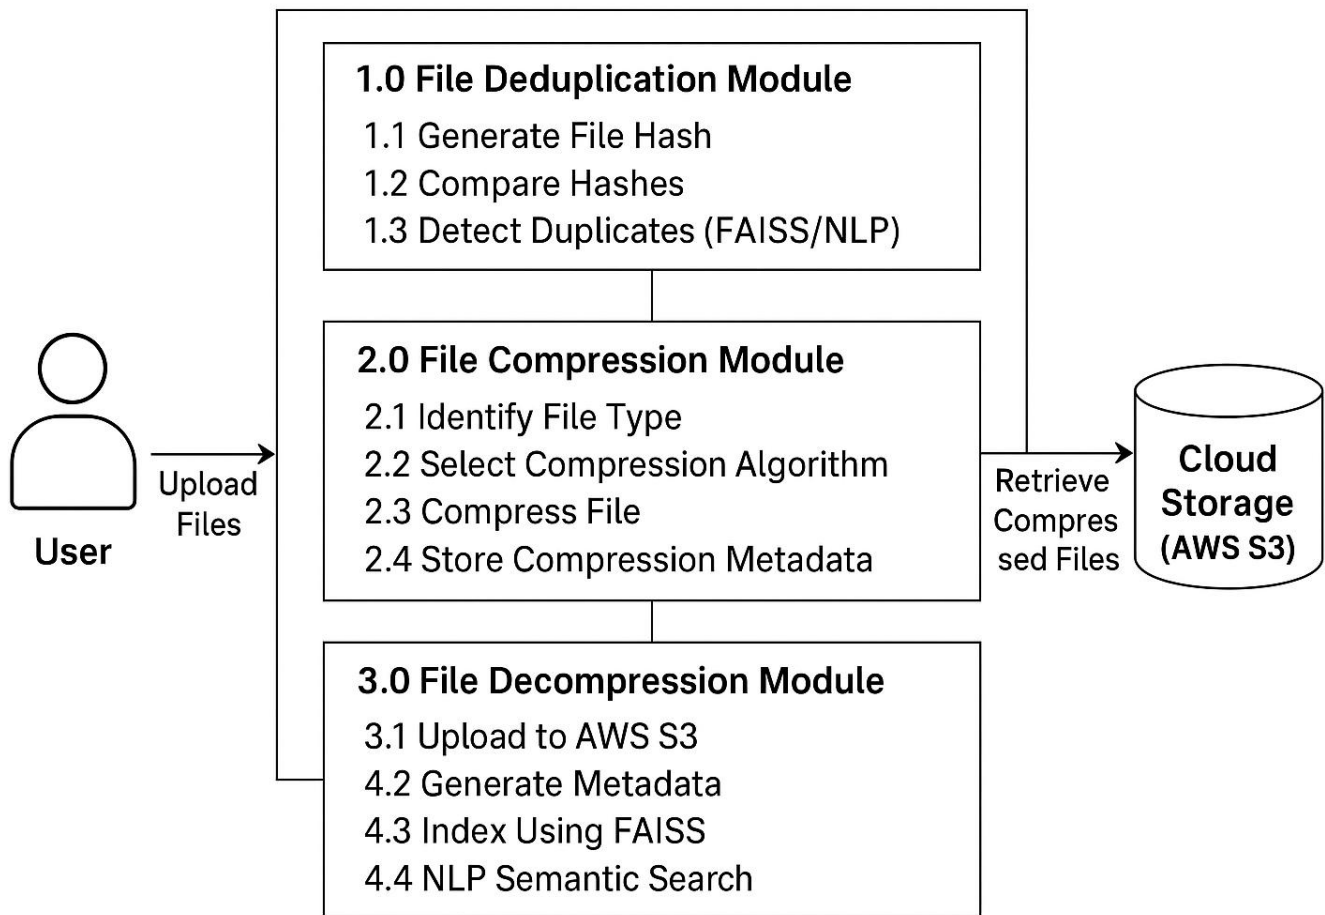 1.0 File Deduplication Module
1.1 Generate File Hash
1.2 Compare Hashes
1.3 Detect Duplicates (FAISS/NLP)
User
Upload
Files
2.0 File Compression Module
2.1 Identify File Type
2.2 Select Compression Algorithm
2.3 Compress File
2.4 Store Compression Metadata
Retrieve
Compres
sed Files
Cloud
Storage
(AWS S3)
3.0 File Decompression Module
3.1 Upload to AWS S3
4.2 Generate Metadata
4.3 Index Using FAISS
4.4 NLP Semantic Search